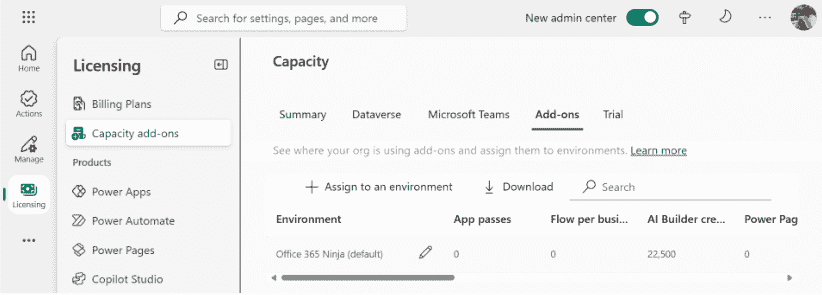 Search for settings, pages, and more
New admin center
Home
Actions
Manage
Licensing
Licensing
Billing Plans
Capacity add-ons
Products
Power Apps
Power Automate
Power Pages
Copilot Studio
Capacity
Summary Dataverse Microsoft Teams Add-ons Trial
See where your org is using add-ons and assign them to environments. Learn more
Assign to an environment Download Search
Environment App passes Flow per busi... AI Builder cre... Power Pag
Office 365 Ninja (default) 0 0 22,500 0